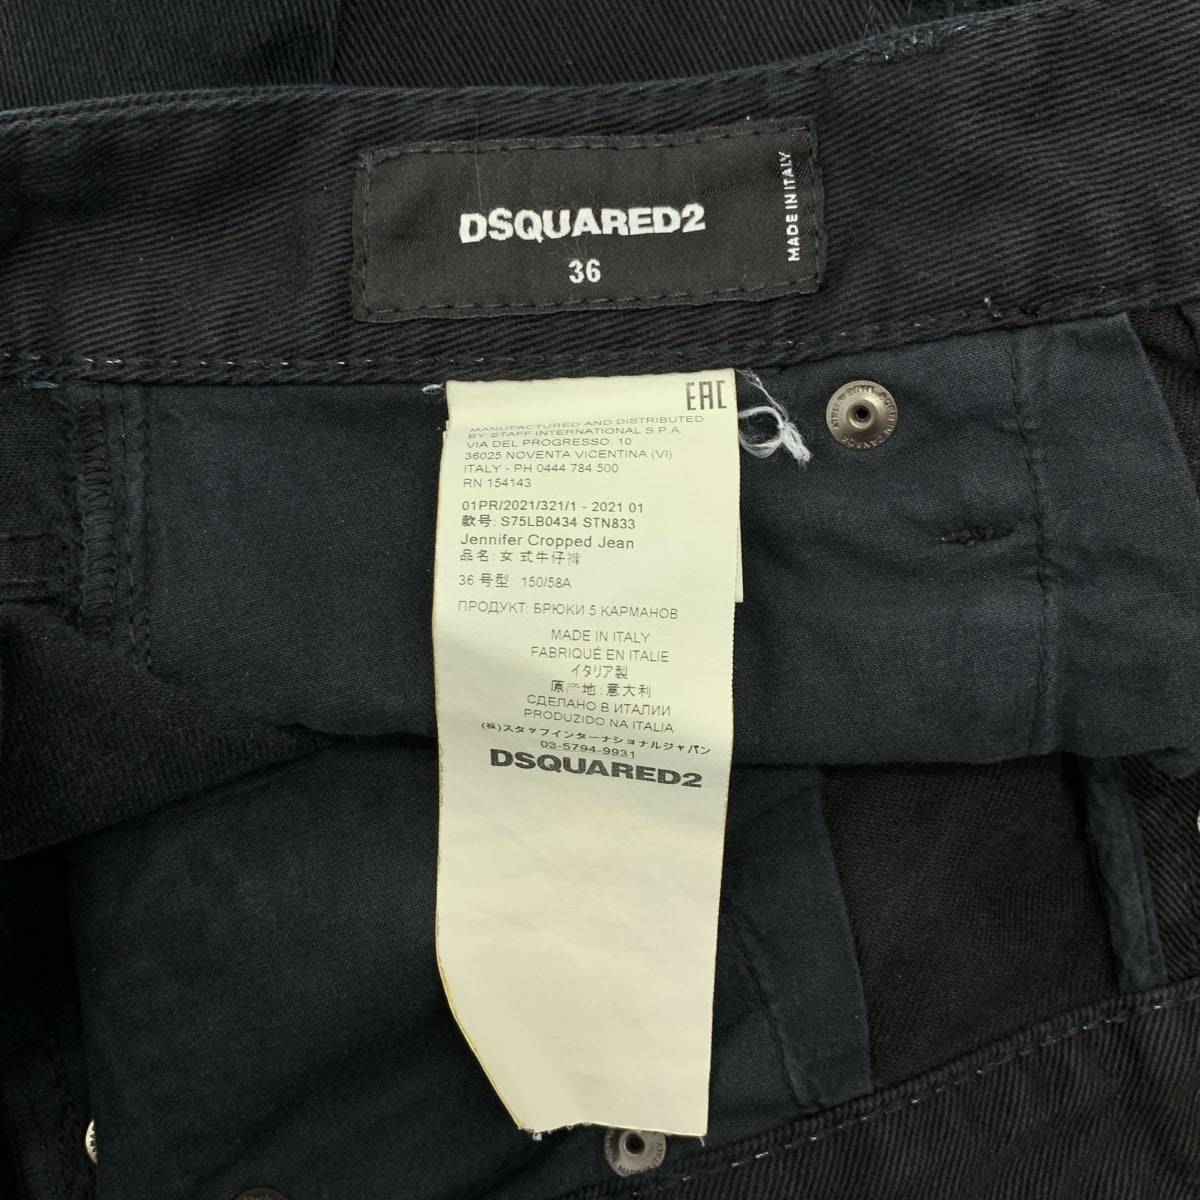 DSQUARED2
36
MADE IN ITALY
EAC
MANUFACTURED AND DISTRIBUTED
BY STAFF INTERNATIONAL S.P.A.
VIA DEL PROGRESSO, 10
36025 NOVENTA VICENTINA (VI)
ITALY - PH 0444 784 500
RN 154143
01PR/2021/321/1 - 2021 01
款号: S75LB0434 STN833
Jennifer Cropped Jean
品名: 女 式牛仔裤
36 号型: 150/58A
ПРОДУКТ: БРЮКИ 5 КАРМАНОВ
MADE IN ITALY
FABRIQUÉ EN ITALIE
イタリア製
原产地: 意大利
СДЕЛАНО В ИТАЛИИ
PRODUZIDO NA ITALIA
(株)スタッフインターナショナルジャパン
03-5794-9931
DSQUARED2